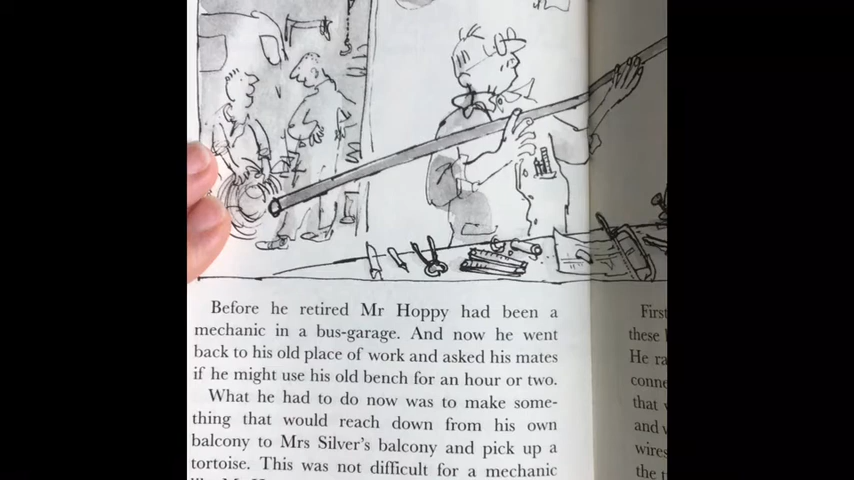 Before he retired Mr Hoppy had been a
mechanic in a bus-garage. And now he went
back to his old place of work and asked his mates
if he might use his old bench for an hour or two.
What he had to do now was to make some-
thing that would reach down from his own
balcony to Mrs Silver's balcony and pick up a
tortoise. This was not difficult for a mechanic
First
these
He ra
conne
that
and
wires
the